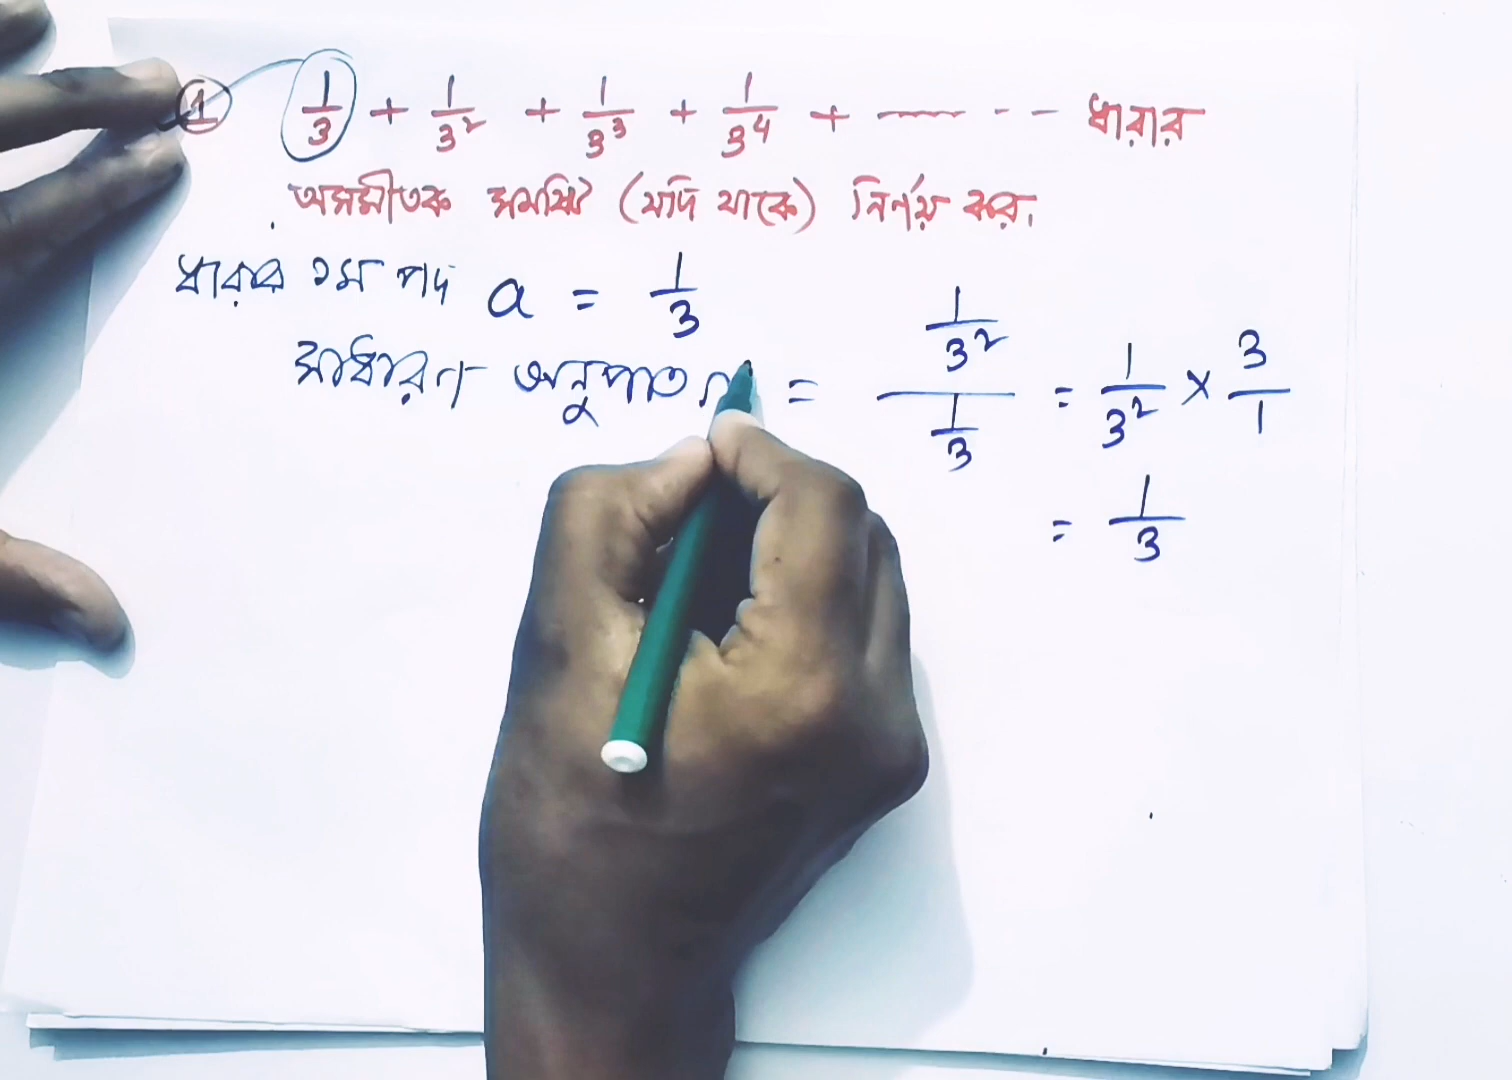 ① 1/3 + 1/3² + 1/3³ + 1/3⁴ + ――― - - ধারার
অসীমতক সমষ্টি (যদি থাকে) নির্ণয় কর।
ধারার ১ম পদ a = 1/3
সাধারণ অনুপাত r = (1/3²)/(1/3) = 1/3² × 3/1
= 1/3